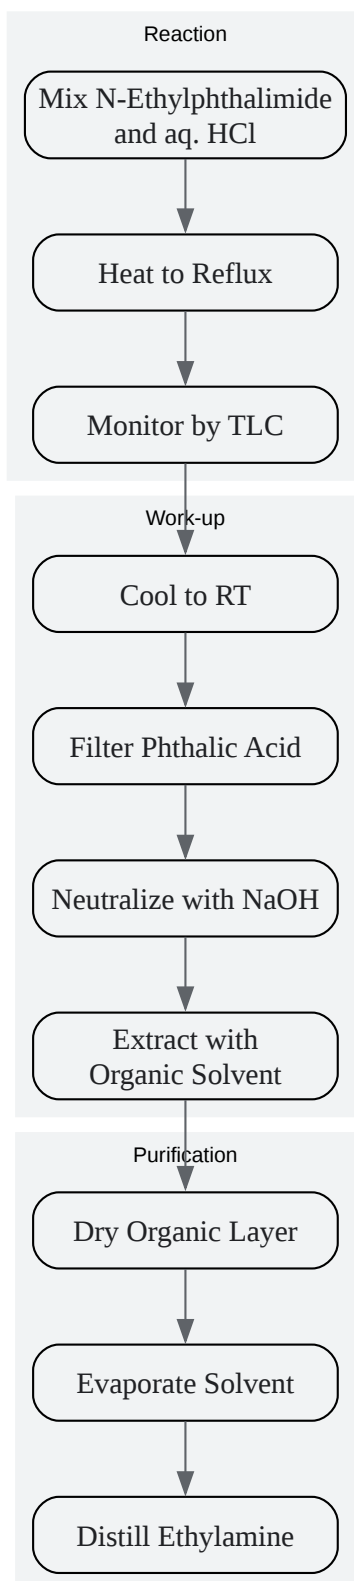 Reaction
Mix N-Ethylphthalimide
and aq. HCl
Heat to Reflux
Monitor by TLC
Work-up
Cool to RT
Filter Phthalic Acid
Neutralize with NaOH
Extract with
Organic Solvent
Purification
Dry Organic Layer
Evaporate Solvent
Distill Ethylamine